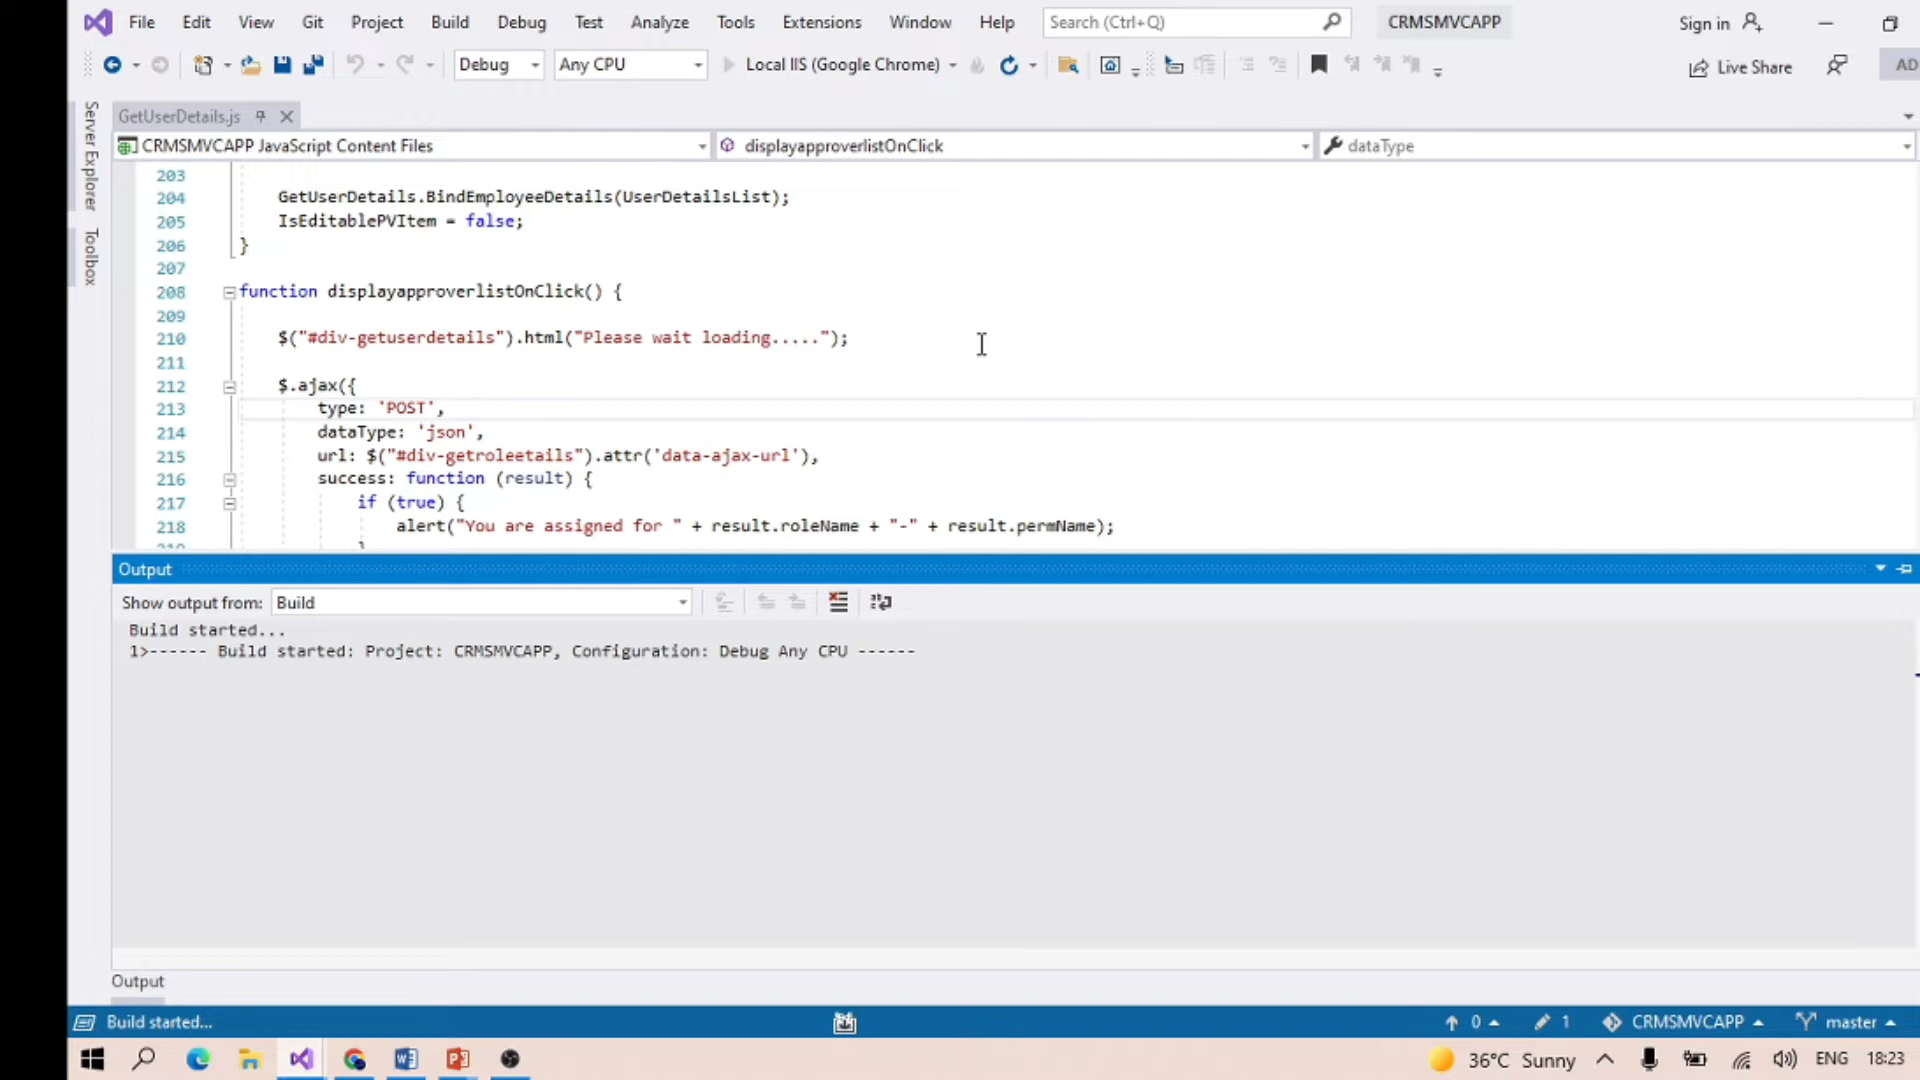 File Edit View Git Project Build Debug Test Analyze Tools Extensions Window Help Search (Ctrl+Q) CRMSMVCAPP Sign in
Debug Any CPU Local IIS (Google Chrome) Live Share AD
Server Explorer
Toolbox
GetUserDetails.js
CRMSMVCAPP JavaScript Content Files displayapproverlistOnClick dataType
203
204 GetUserDetails.BindEmployeeDetails(UserDetailsList);
205 IsEditablePVItem = false;
206 }
207
208 function displayapproverlistOnClick() {
209
210 $("#div-getuserdetails").html("Please wait loading.....");
211
212 $.ajax({
213 type: 'POST',
214 dataType: 'json',
215 url: $("#div-getroleetails").attr('data-ajax-url'),
216 success: function (result) {
217 if (true) {
218 alert("You are assigned for " + result.roleName + "-" + result.permName);
Output
Show output from: Build
Build started...
1>------ Build started: Project: CRMSMVCAPP, Configuration: Debug Any CPU ------
Output
Build started... 0 1 CRMSMVCAPP master
36°C Sunny ENG 18:23